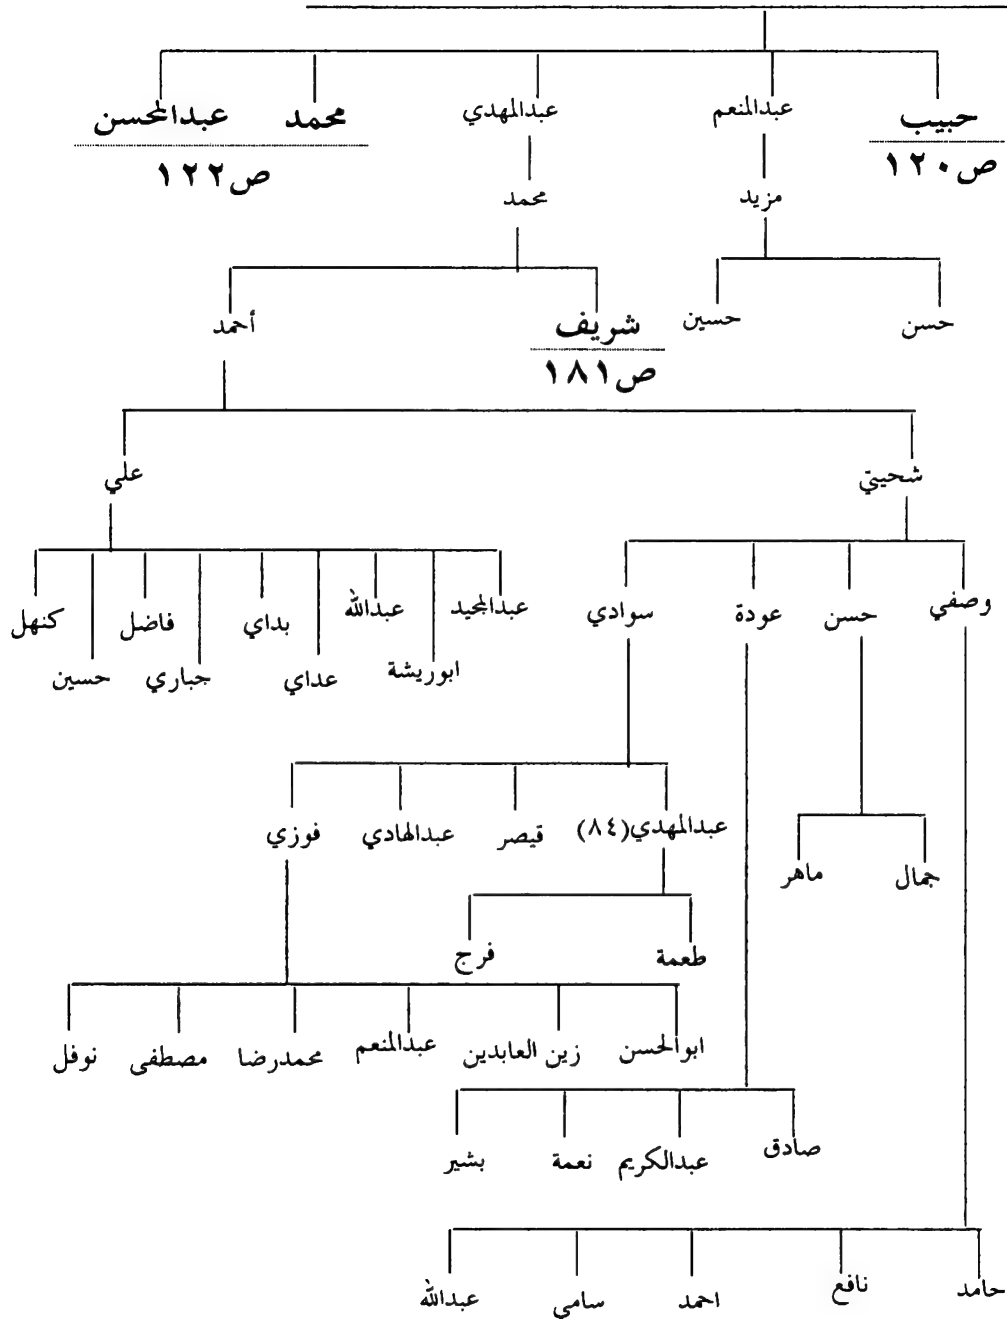 حبيب عبدالمنعم عبدالمهدي محمد عبدالمحسن
ص١٢٠ ص١٢٢
مزيد محمد
حسن حسين شريف أحمد
ص١٨١
شحيتي علي
وصفي حسن عودة سوادي عبدالمجيد عبدالله بداي فاضل كنهل
ابوريشة عداي جباري حسين
عبدالمهدي(٨٤) قيصر عبدالهادي فوزي
جمال ماهر
طعمة فرج
ابوالحسن زين العابدين عبدالمنعم محمدرضا مصطفى نوفل
صادق عبدالكريم نعمة بشير
حامد نافع احمد سامي عبدالله